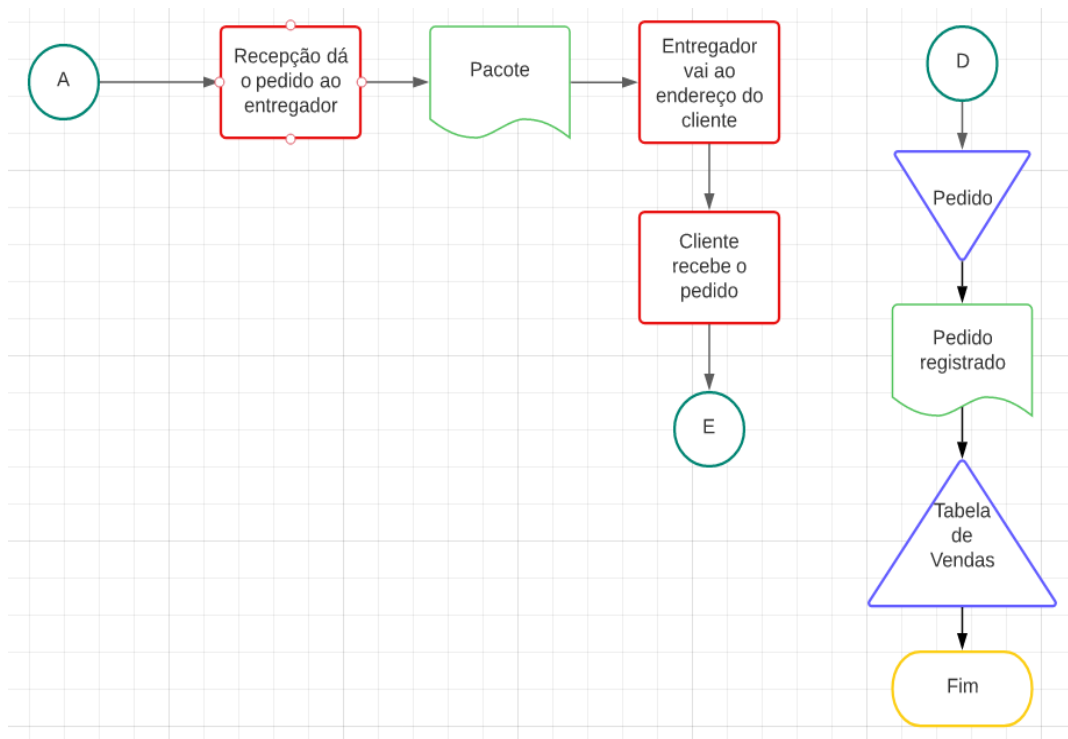 A
Recepção dá
o pedido ao
entregador
Pacote
Entregador
vai ao
endereço do
cliente
Cliente
recebe o
pedido
E
D
Pedido
Pedido
registrado
Tabela
de
Vendas
Fim